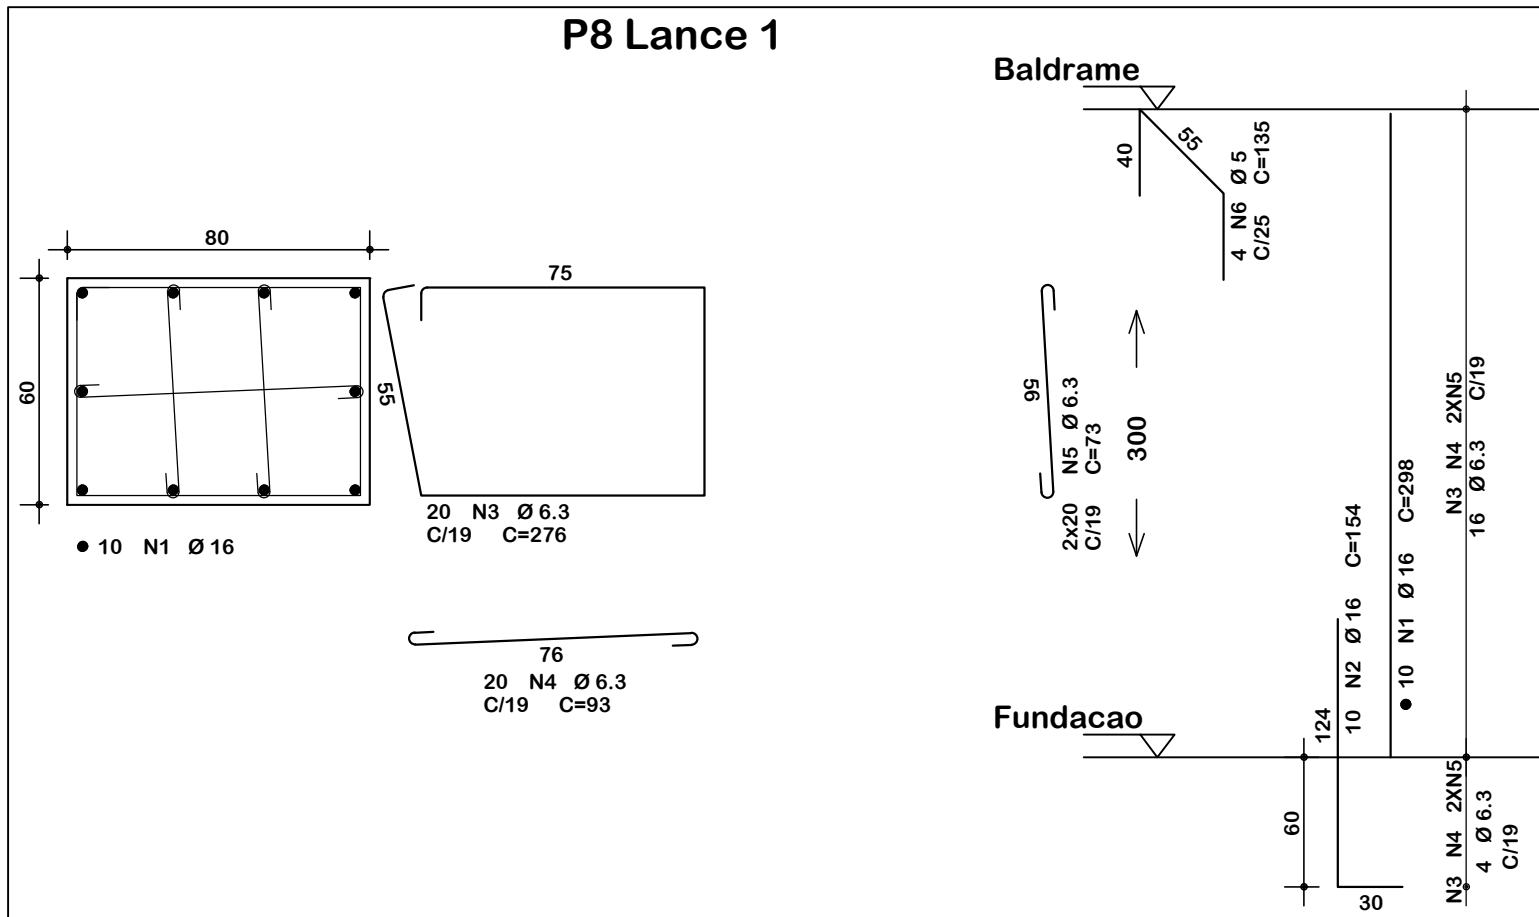 P8 Lance 1
Baldrame
40
55
4 N6 Ø 5
C/25 C=135
80
60
75
55
20 N3 Ø 6.3
C/19 C=276
10 N1 Ø 16
76
20 N4 Ø 6.3
C/19 C=93
56
2x20 N5 Ø 6.3
C/19 C=73
300
N3 N4 2XN5
16 Ø 6.3 C/19
10 N1 Ø 16 C=298
10 N2 Ø 16 C=154
124
Fundacao
60
30
N3 N4 2XN5
4 Ø 6.3
C/19